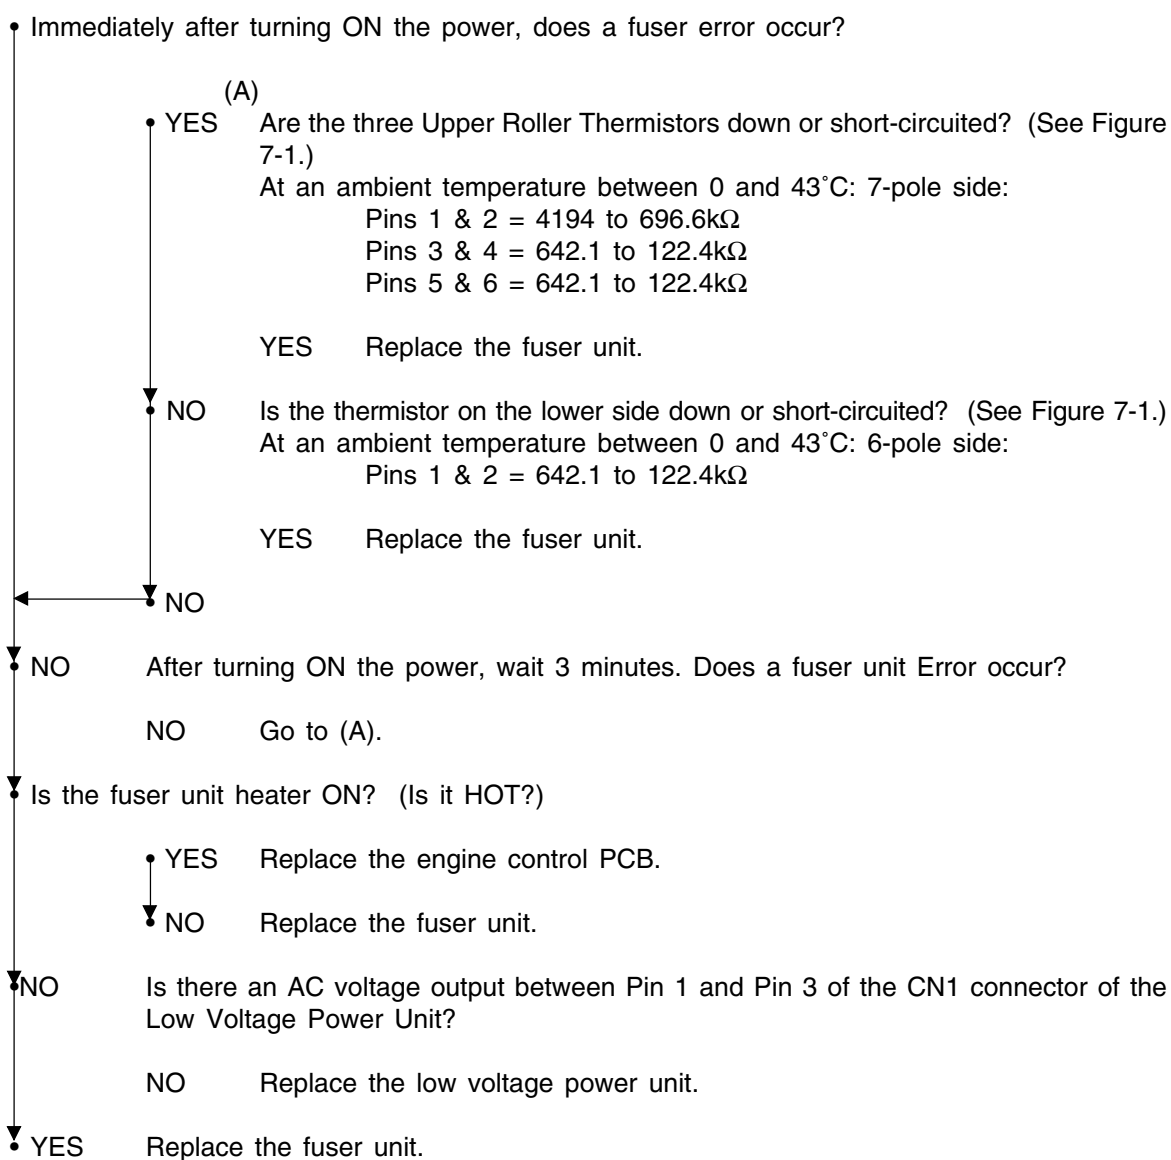 Immediately after turning ON the power, does a fuser error occur?
(A)
YES Are the three Upper Roller Thermistors down or short-circuited? (See Figure
7-1.)
At an ambient temperature between 0 and 43˚C: 7-pole side:
Pins 1 & 2 = 4194 to 696.6kΩ
Pins 3 & 4 = 642.1 to 122.4kΩ
Pins 5 & 6 = 642.1 to 122.4kΩ
YES Replace the fuser unit.
NO Is the thermistor on the lower side down or short-circuited? (See Figure 7-1.)
At an ambient temperature between 0 and 43˚C: 6-pole side:
Pins 1 & 2 = 642.1 to 122.4kΩ
YES Replace the fuser unit.
NO
NO After turning ON the power, wait 3 minutes. Does a fuser unit Error occur?
NO Go to (A).
Is the fuser unit heater ON? (Is it HOT?)
YES Replace the engine control PCB.
NO Replace the fuser unit.
NO Is there an AC voltage output between Pin 1 and Pin 3 of the CN1 connector of the
Low Voltage Power Unit?
NO Replace the low voltage power unit.
YES Replace the fuser unit.